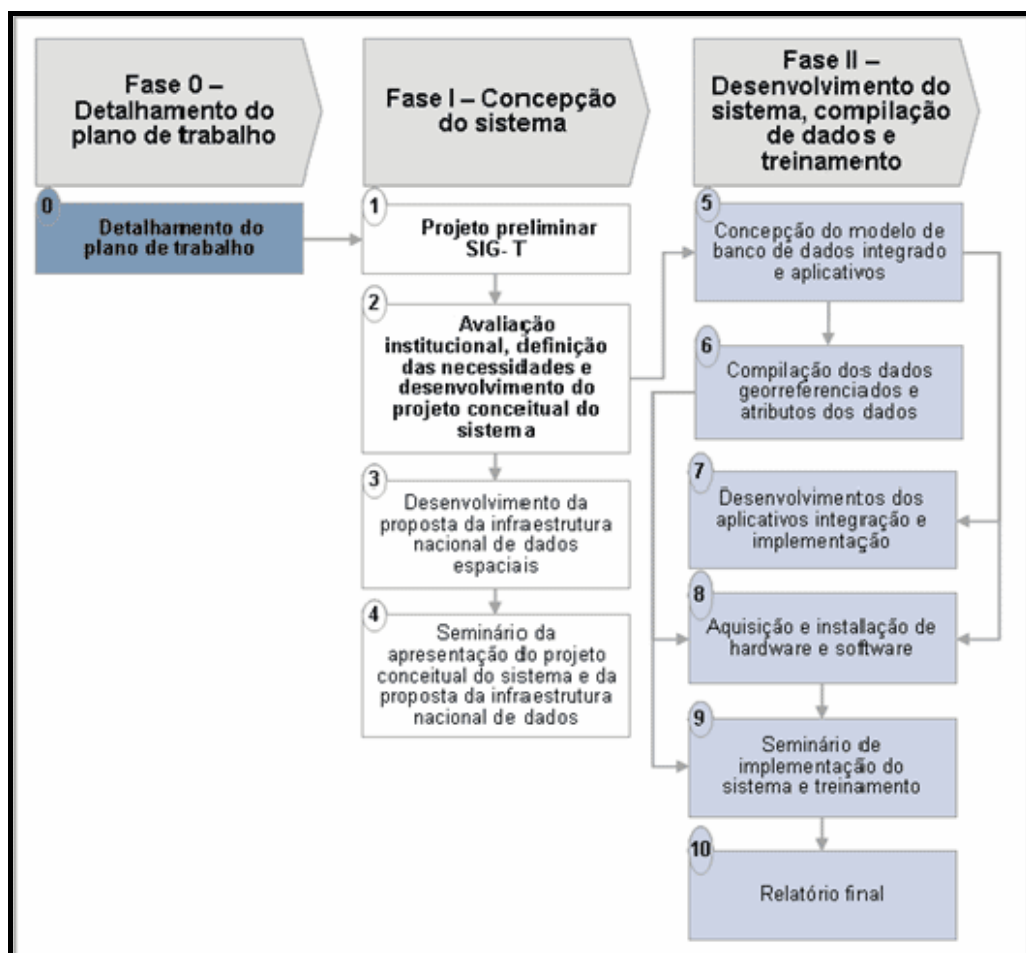 Fase 0 –
Detalhamento do
plano de trabalho
Fase I – Concepção
do sistema
Fase II –
Desenvolvimento do
sistema, compilação
de dados e
treinamento
0
Detalhamento do
plano de trabalho
1
Projeto preliminar
SIG- T
2
Avaliação
institucional, definição
das necessidades e
desenvolvimento do
projeto conceitual do
sistema
3
Desenvolvimento da
proposta da infraestrutura
nacional de dados
espaciais
4
Seminário da
apresentação do projeto
conceitual do sistema e da
proposta da infraestrutura
nacional de dados
5
Concepção do modelo de
banco de dados integrado
e aplicativos
6
Compilação dos dados
georreferenciados e
atributos dos dados
7
Desenvolvimentos dos
aplicativos integração e
implementação
8
Aquisição e installação de
hardware e software
9
Seminário de
implementação do
sistema e treinamento
10
Relatório final